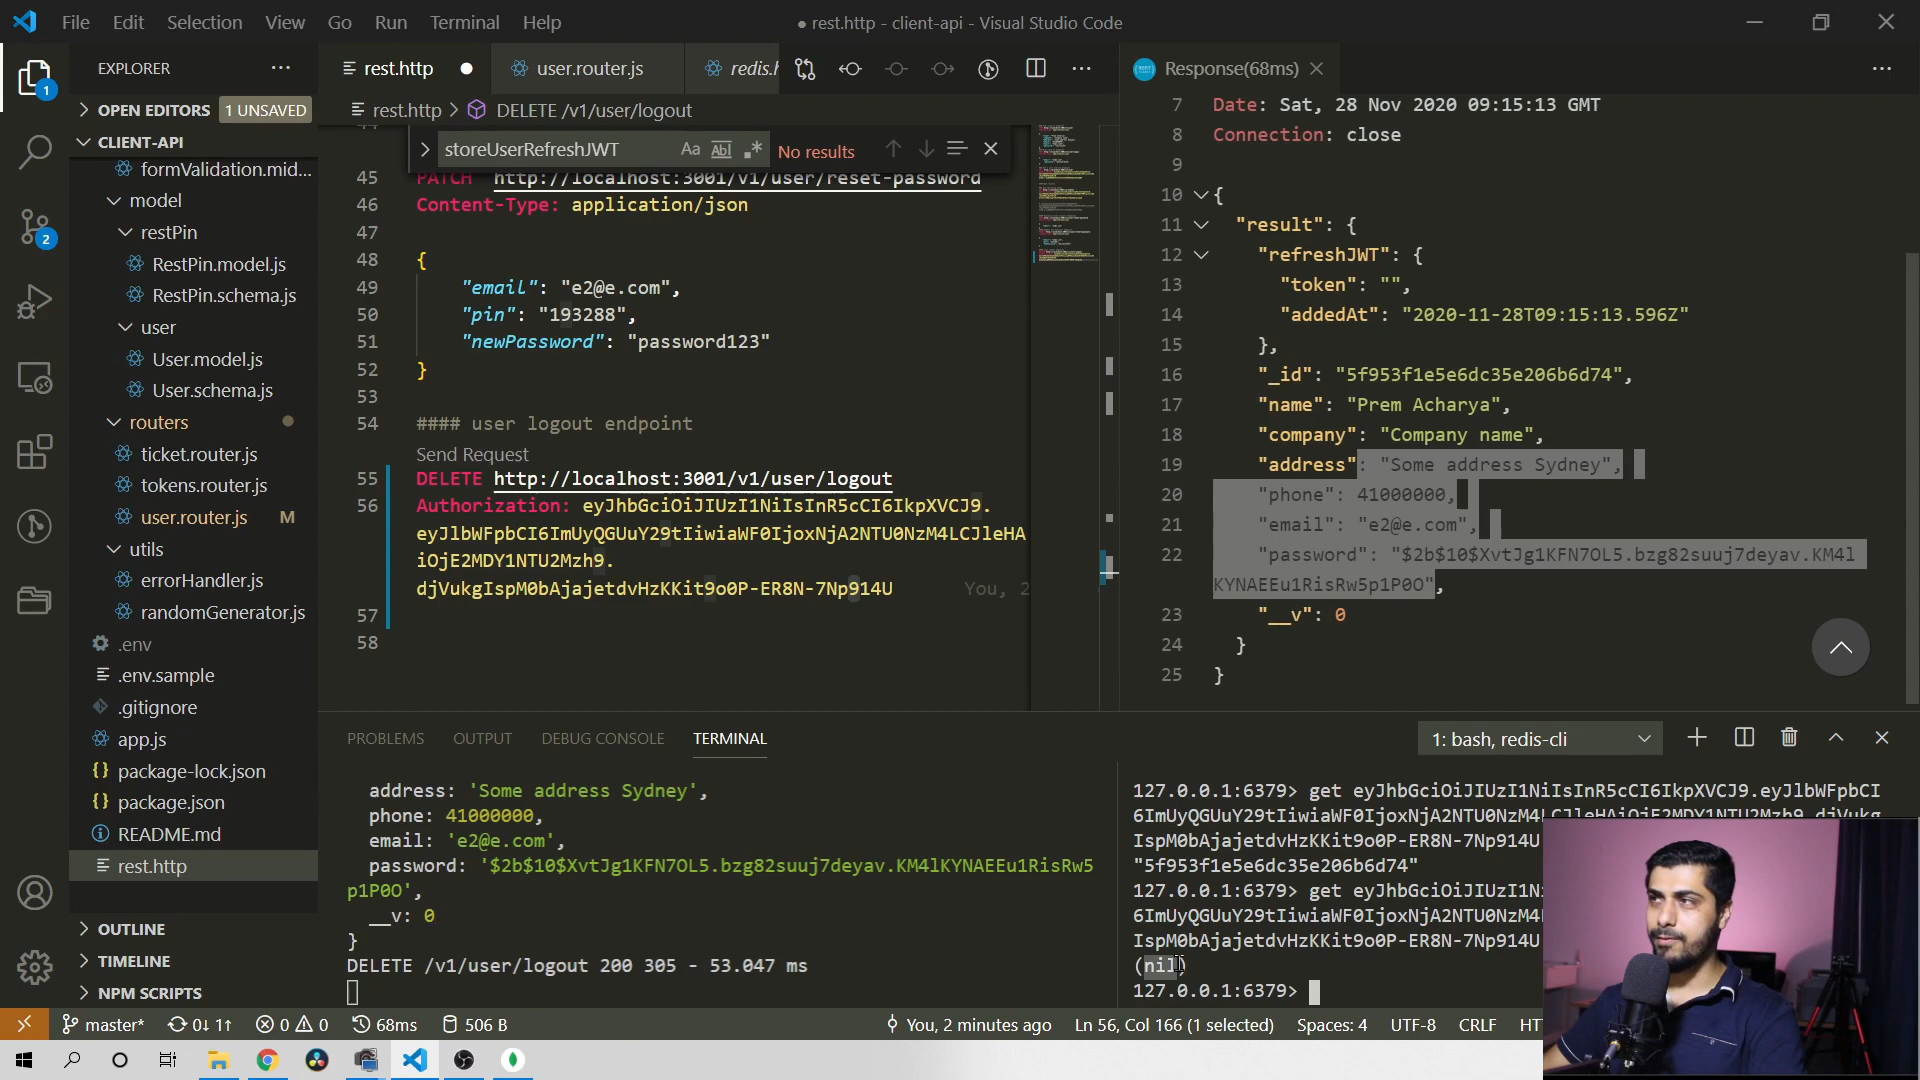 File Edit Selection View Go Run Terminal Help
● rest.http - client-api - Visual Studio Code
EXPLORER
OPEN EDITORS 1 UNSAVED
CLIENT-API
formValidation.mid...
model
restPin
RestPin.model.js
RestPin.schema.js
user
User.model.js
User.schema.js
routers
ticket.router.js
tokens.router.js
user.router.js M
utils
errorHandler.js
randomGenerator.js
.env
.env.sample
.gitignore
app.js
package-lock.json
package.json
README.md
rest.http
OUTLINE
TIMELINE
NPM SCRIPTS
1
2
rest.http ● user.router.js redis.h
rest.http > DELETE /v1/user/logout
storeUserRefreshJWT Aa Abl .* No results
45 PATCH http://localhost:3001/v1/user/reset-password
46 Content-Type: application/json
47
48 {
49 "email": "e2@e.com",
50 "pin": "193288",
51 "newPassword": "password123"
52 }
53
54 #### user logout endpoint
Send Request
55 DELETE http://localhost:3001/v1/user/logout
56 Authorization: eyJhbGciOiJIUzI1NiIsInR5cCI6IkpXVCJ9.
eyJlbWFpbCI6ImUyQGUuY29tIiwiaWF0IjoxNjA2NTU0NzM4LCJleHA
iOjE2MDY1NTU2Mzh9.
djVukgIspM0bAjajetdvHzKKit9o0P-ER8N-7Np914U You, 2
57
58
Response(68ms)
7 Date: Sat, 28 Nov 2020 09:15:13 GMT
8 Connection: close
9
10 {
11 "result": {
12 "refreshJWT": {
13 "token": "",
14 "addedAt": "2020-11-28T09:15:13.596Z"
15 },
16 "_id": "5f953f1e5e6dc35e206b6d74",
17 "name": "Prem Acharya",
18 "company": "Company name",
19 "address": "Some address Sydney",
20 "phone": 41000000,
21 "email": "e2@e.com",
22 "password": "$2b$10$XvtJg1KFN7OL5.bzg82suuj7deyav.KM4l
KYNAEEu1RisRw5p1P0O",
23 "__v": 0
24 }
25 }
PROBLEMS OUTPUT DEBUG CONSOLE TERMINAL 1: bash, redis-cli
address: 'Some address Sydney',
phone: 41000000,
email: 'e2@e.com',
password: '$2b$10$XvtJg1KFN7OL5.bzg82suuj7deyav.KM4lKYNAEEu1RisRw5
p1P0O',
__v: 0
}
DELETE /v1/user/logout 200 305 - 53.047 ms
127.0.0.1:6379> get eyJhbGciOiJIUzI1NiIsInR5cCI6IkpXVCJ9.eyJlbWFpbCI
6ImUyQGUuY29tIiwiaWF0IjoxNjA2NTU0NzM4LCJleHAiOjE2MDY1NTU2Mzh9.djVukg
IspM0bAjajetdvHzKKit9o0P-ER8N-7Np914U
"5f953f1e5e6dc35e206b6d74"
127.0.0.1:6379> get eyJhbGciOiJIUzI1Ni
6ImUyQGUuY29tIiwiaWF0IjoxNjA2NTU0NzM4L
IspM0bAjajetdvHzKKit9o0P-ER8N-7Np914U
(nil)
127.0.0.1:6379>
master* 0↓ 1↑ 0 0 68ms 506 B You, 2 minutes ago Ln 56, Col 166 (1 selected) Spaces: 4 UTF-8 CRLF HT